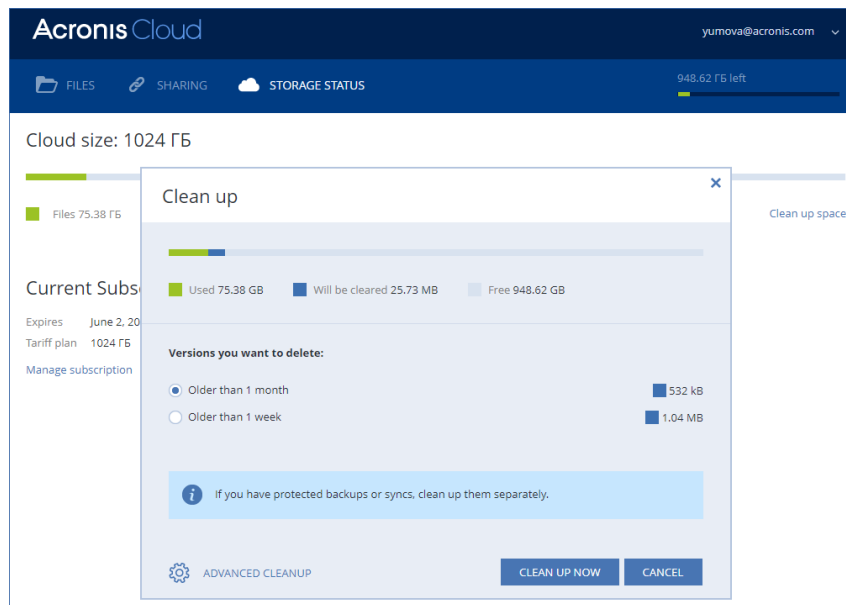 Acronis Cloud
yumova@acronis.com
FILES
SHARING
STORAGE STATUS
948.62 ГБ left
Cloud size: 1024 ГБ
Files 75.38 ГБ
Clean up space
Current Subs
Expires June 2, 20
Tariff plan 1024 ГБ
Manage subscription
Clean up
Used 75.38 GB
Will be cleared 25.73 MB
Free 948.62 GB
Versions you want to delete:
Older than 1 month 532 kB
Older than 1 week 1.04 MB
If you have protected backups or syncs, clean up them separately.
ADVANCED CLEANUP
CLEAN UP NOW
CANCEL